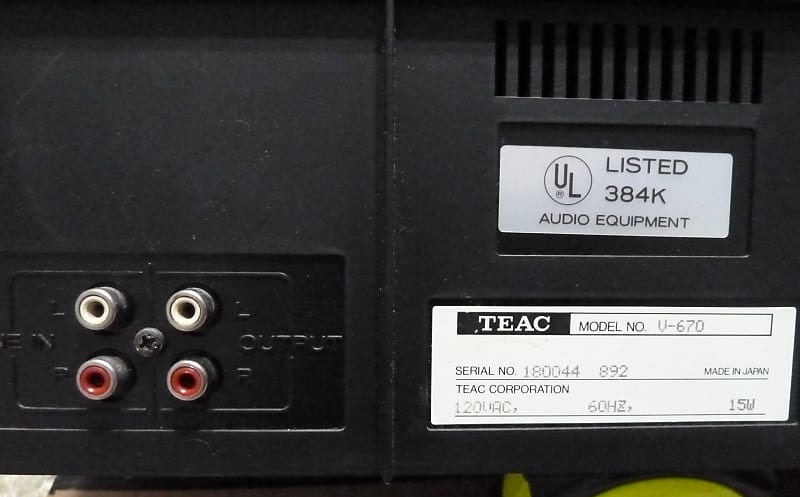 UL
®
LISTED
384K
AUDIO EQUIPMENT
L L
IN OUTPUT
R R
TEAC MODEL NO. V-670
SERIAL NO. 180044 892 MADE IN JAPAN
TEAC CORPORATION
120VAC, 60HZ, 15W